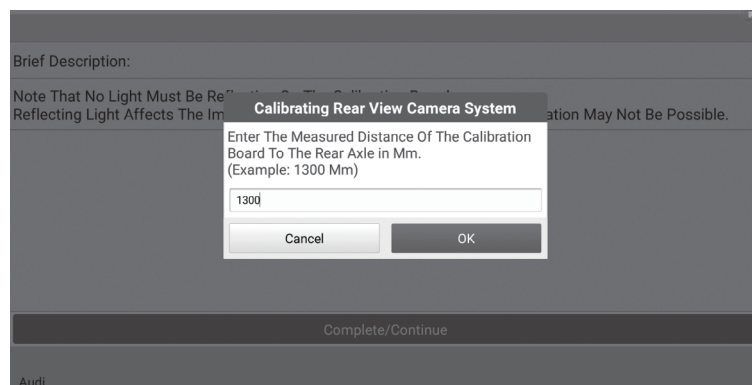 Brief Description:
Note That No Light Must Be
Reflecting Light Affects The Im
ation May Not Be Possible.
Calibrating Rear View Camera System
Enter The Measured Distance Of The Calibration
Board To The Rear Axle in Mm.
(Example: 1300 Mm)
1300
Cancel
OK
Complete/Continue
Audi